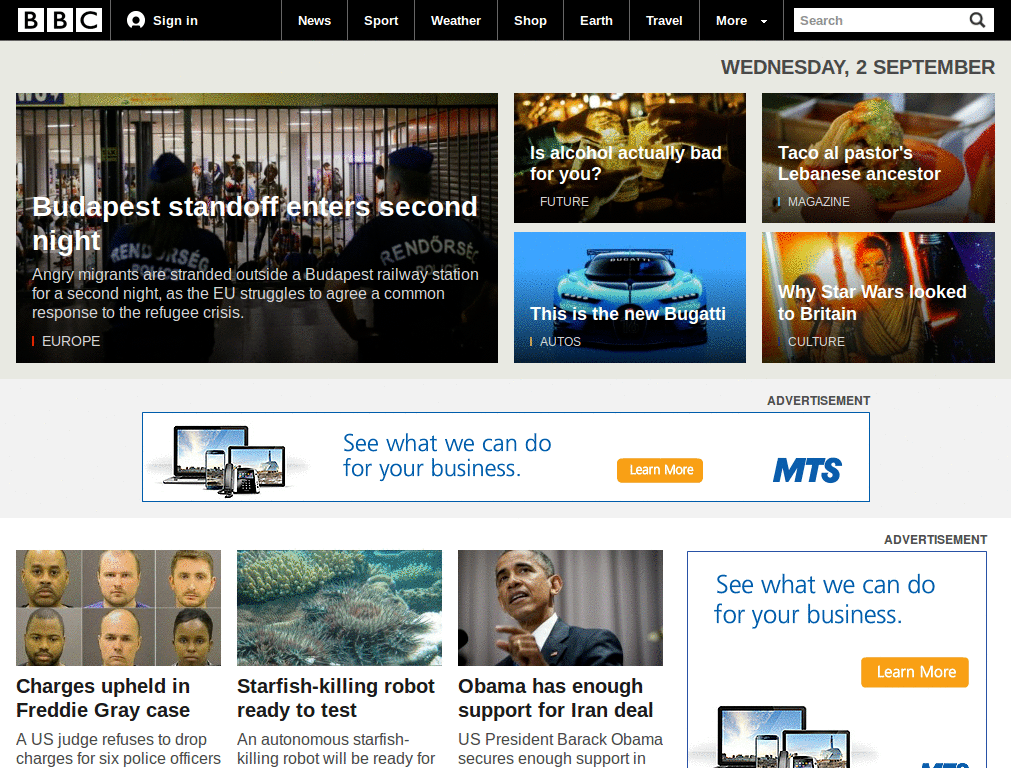 BBC
Sign in
News
Sport
Weather
Shop
Earth
Travel
More
Search
WEDNESDAY, 2 SEPTEMBER
RENDŐRSÉG
RENDŐRSÉG
POLICE
Budapest standoff enters second
night
Angry migrants are stranded outside a Budapest railway station
for a second night, as the EU struggles to agree a common
response to the refugee crisis.
EUROPE
Is alcohol actually bad
for you?
FUTURE
Taco al pastor's
Lebanese ancestor
MAGAZINE
BUGATTI
This is the new Bugatti
AUTOS
Why Star Wars looked
to Britain
CULTURE
ADVERTISEMENT
See what we can do
for your business.
Learn More
MTS
ADVERTISEMENT
See what we can do
for your business.
Learn More
MTS
Charges upheld in
Freddie Gray case
A US judge refuses to drop
charges for six police officers
Starfish-killing robot
ready to test
An autonomous starfish-
killing robot will be ready for
Obama has enough
support for Iran deal
US President Barack Obama
secures enough support in